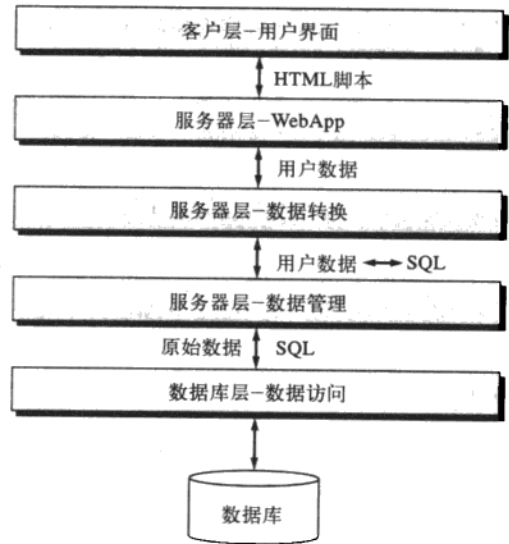 客户层-用户界面
HTML脚本
服务器层-WebApp
用户数据
服务器层-数据转换
用户数据 SQL
服务器层-数据管理
原始数据 SQL
数据库层-数据访问
数据库